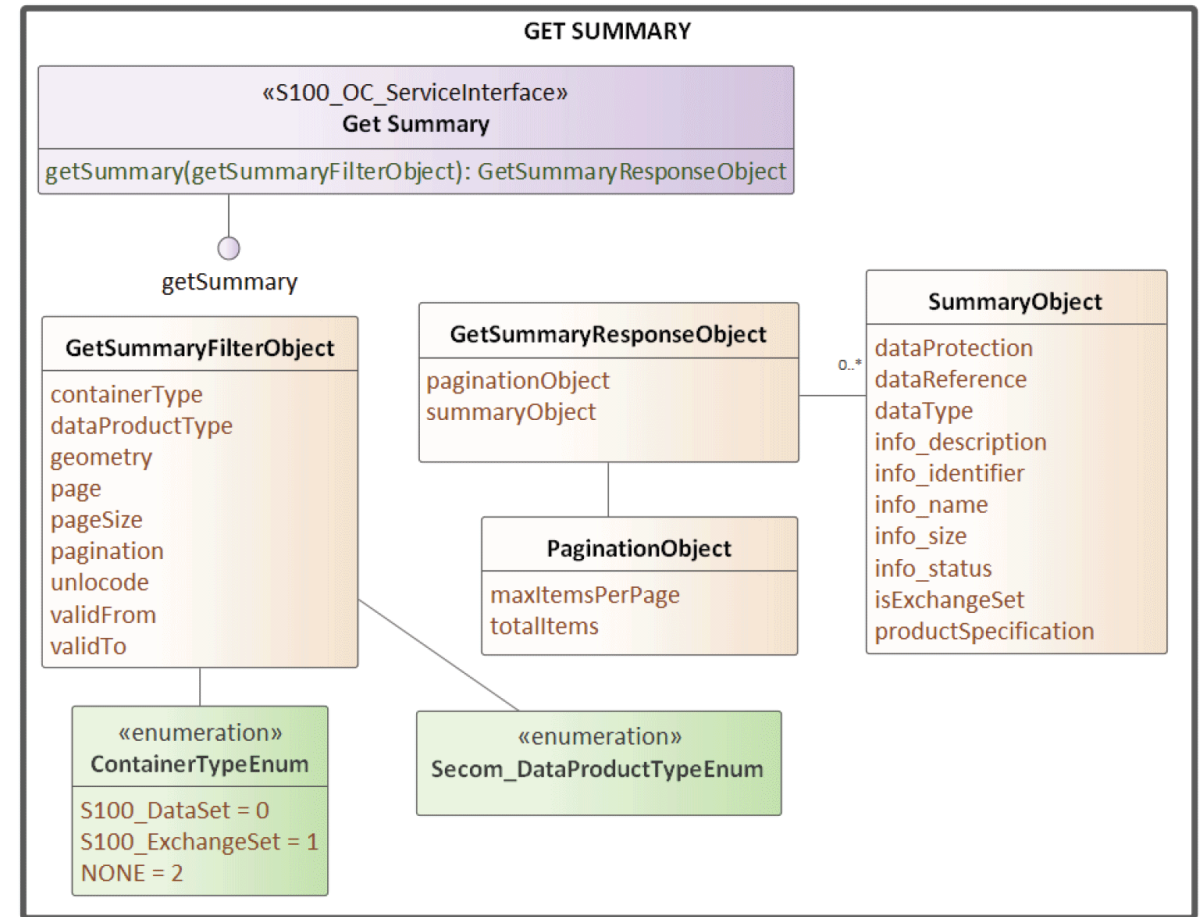 GET SUMMARY
«S100_OC_ServiceInterface»
Get Summary
getSummary(getSummaryFilterObject): GetSummaryResponseObject
getSummary
GetSummaryFilterObject
containerType
dataProductType
geometry
page
pageSize
pagination
unlocode
validFrom
validTo
GetSummaryResponseObject
paginationObject
summaryObject
0..*
SummaryObject
dataProtection
dataReference
dataType
info_description
info_identifier
info_name
info_size
info_status
isExchangeSet
productSpecification
PaginationObject
maxItemsPerPage
totalItems
«enumeration»
ContainerTypeEnum
S100_DataSet = 0
S100_ExchangeSet = 1
NONE = 2
«enumeration»
Secom_DataProductTypeEnum